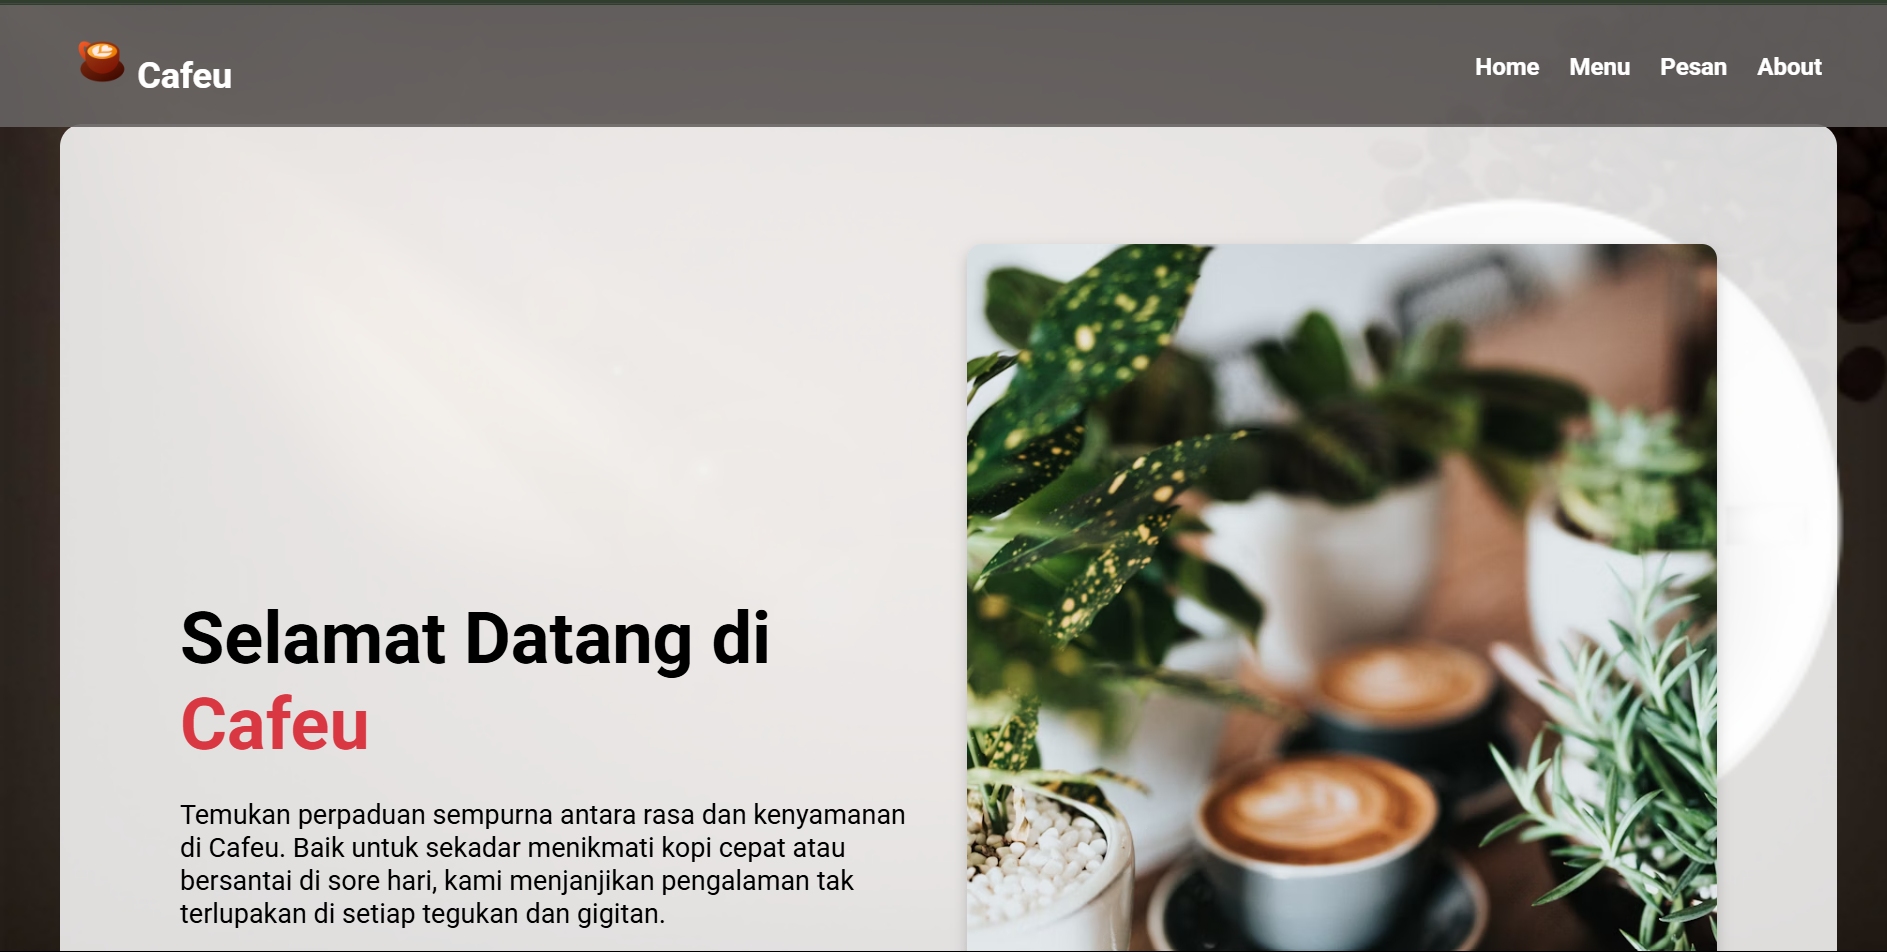 Cafeu
Home Menu Pesan About
Selamat Datang di
Cafeu
Temukan perpaduan sempurna antara rasa dan kenyamanan
di Cafeu. Baik untuk sekadar menikmati kopi cepat atau
bersantai di sore hari, kami menjanjikan pengalaman tak
terlupakan di setiap tegukan dan gigitan.